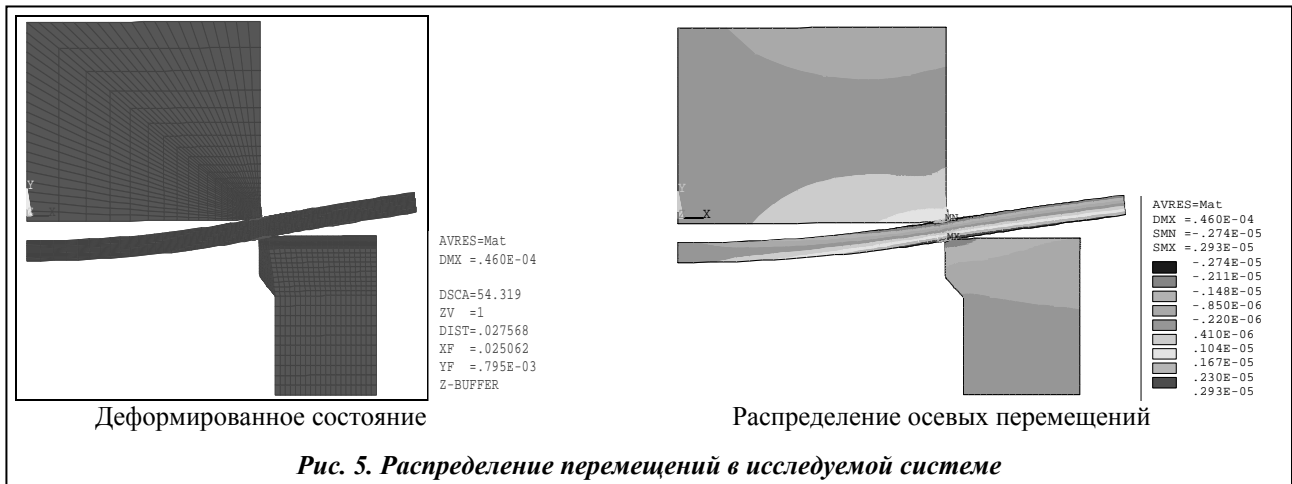 Y
X
AVRES=Mat
DMX =.460E-04
DSCA=54.319
ZV =1
DIST=.027568
XF =.025062
YF =.795E-03
Z-BUFFER
Деформированное состояние
Y
X
MN
MX
AVRES=Mat
DMX =.460E-04
SMN =-.274E-05
SMX =.293E-05
-.274E-05
-.211E-05
-.148E-05
-.850E-06
-.220E-06
.410E-06
.104E-05
.167E-05
.230E-05
.293E-05
Распределение осевых перемещений
Рис. 5. Распределение перемещений в исследуемой системе